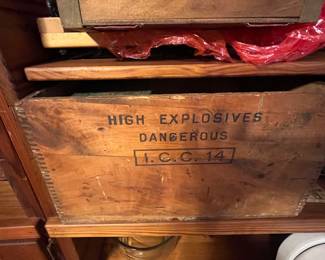 HIGH EXPLOSIVES
DANGEROUS
I.C.C. 14